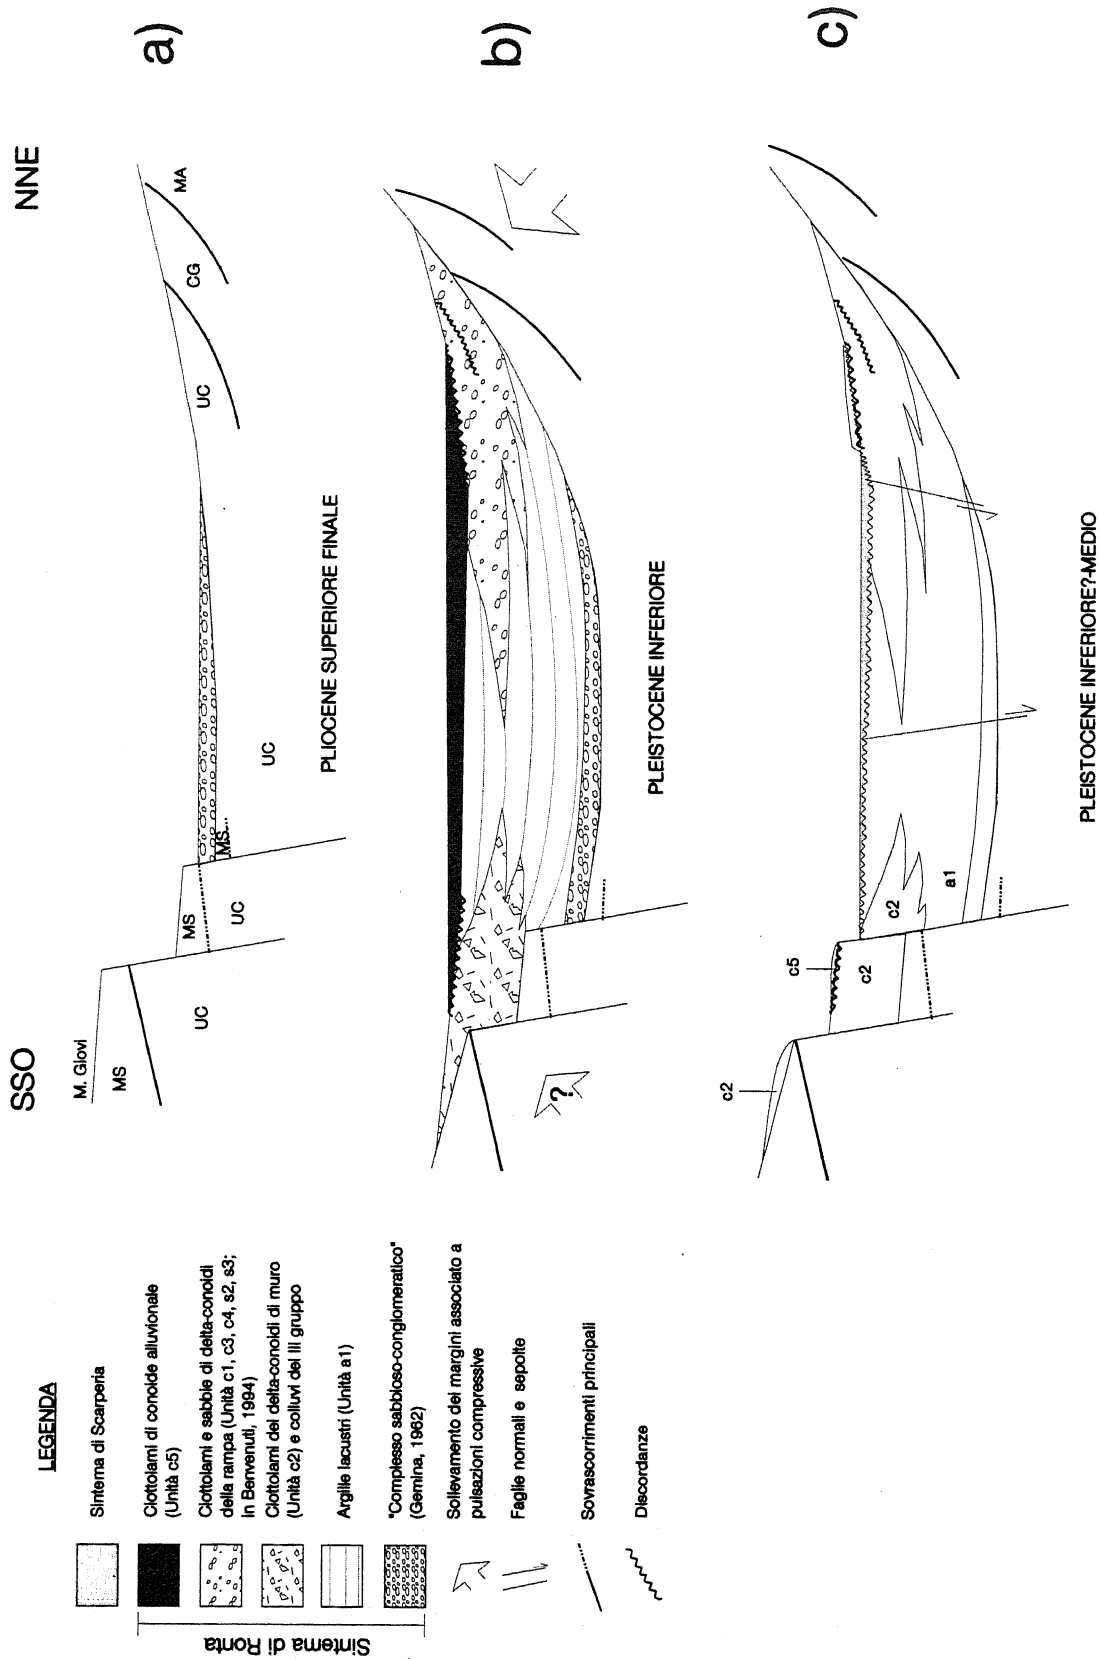 SSO
NNE
M. Giovi
MS
UC
MS
UC
MS...
UC
UC
CG
MA
a)
PLIOCENE SUPERIORE FINALE
?
b)
PLEISTOCENE INFERIORE
c2
c5
c2
c2
a1
c)
PLEISTOCENE INFERIORE?-MEDIO
LEGENDA
Sintema di Scarperia
Ciottolami di conoide alluvionale
(Unità c5)
Ciottolami e sabbie di delta-conoidi
della rampa (Unità c1, c3, c4, s2, s3;
in Benvenuti, 1994)
Ciottolami dei delta-conoidi di muro
(Unità c2) e colluvi del III gruppo
Argille lacustri (Unità a1)
"Complesso sabbioso-conglomeratico"
(Gemina, 1962)
Sollevamento dei margini associato a
pulsazioni compressive
Faglie normali e sepolte
Sovrascorrimenti principali
Discordanze
Sintema di Ronta